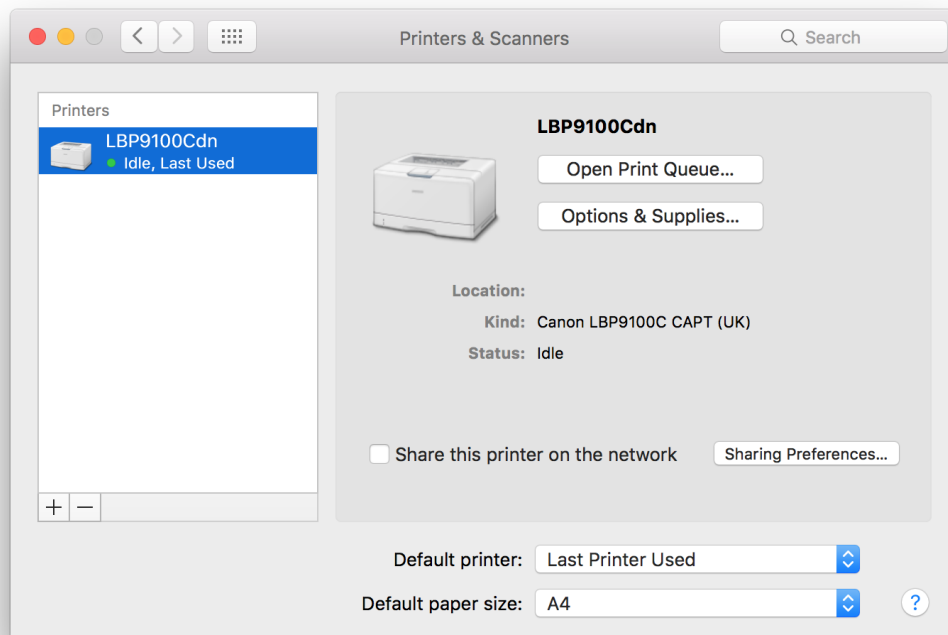 Printers & Scanners
Search
Printers
LBP9100Cdn
Idle, Last Used
LBP9100Cdn
Open Print Queue...
Options & Supplies...
Location:
Kind: Canon LBP9100C CAPT (UK)
Status: Idle
Share this printer on the network
Sharing Preferences...
+ −
Default printer: Last Printer Used
Default paper size: A4
?